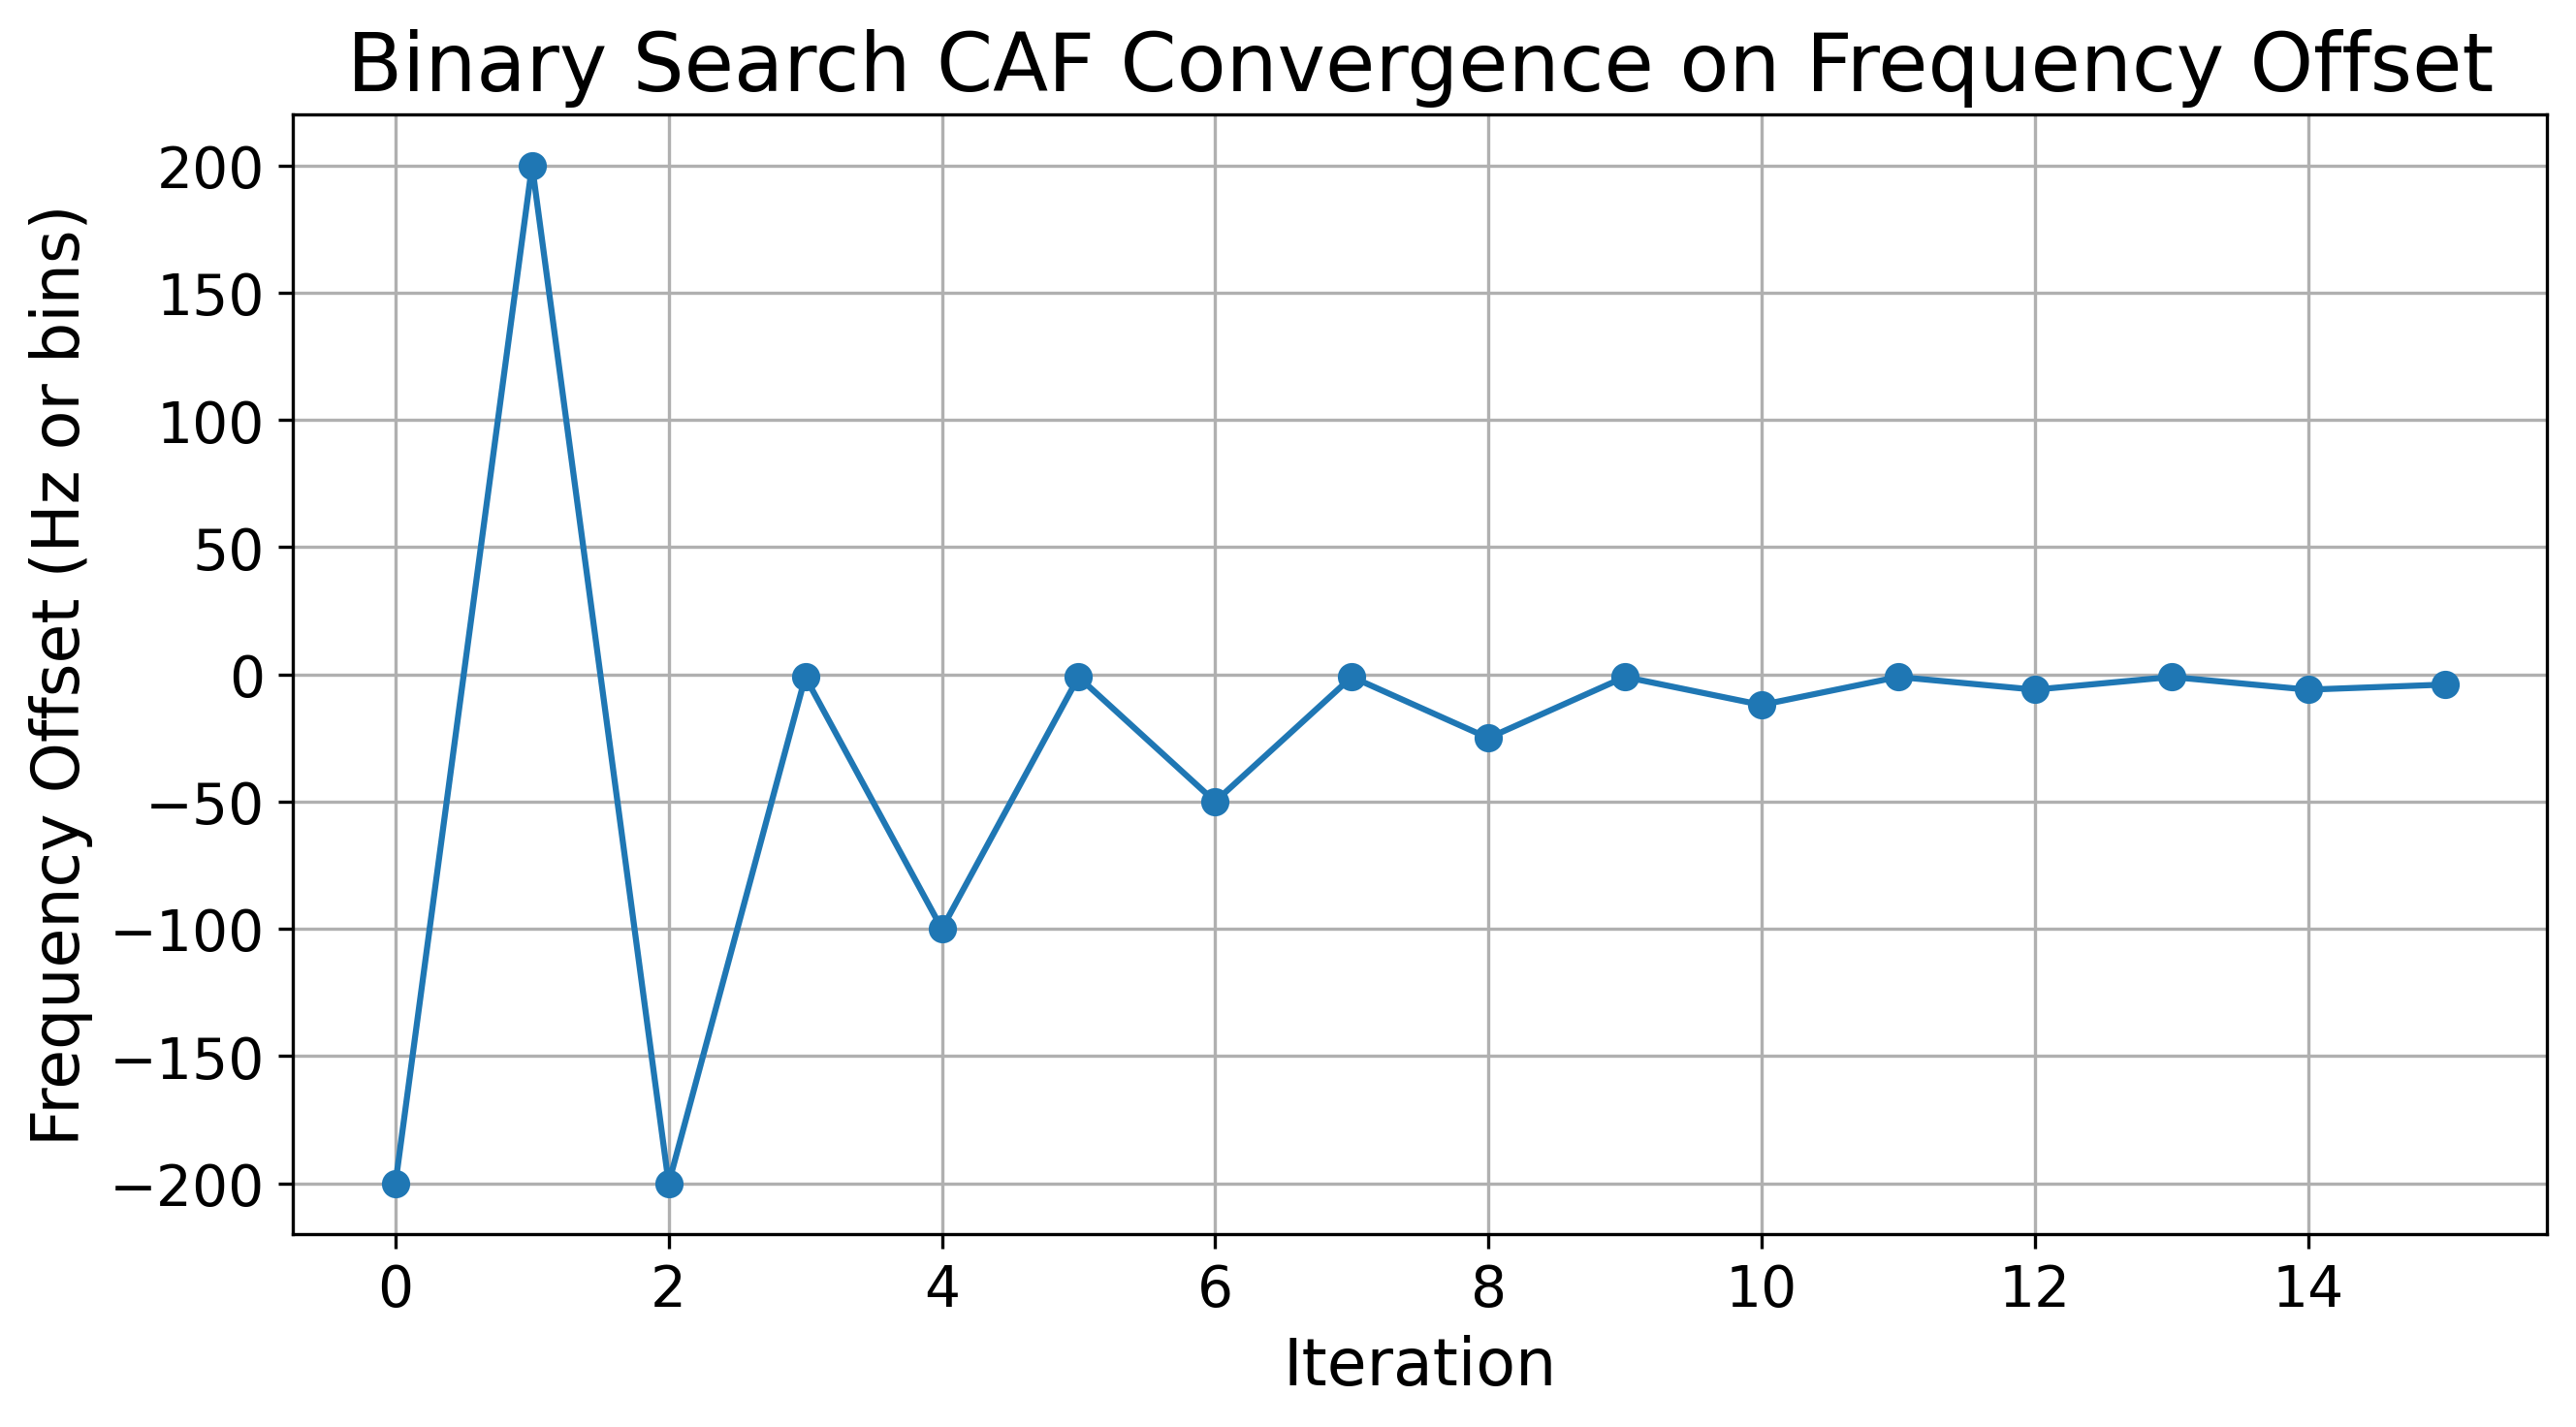 Binary Search CAF Convergence on Frequency Offset
Frequency Offset (Hz or bins)
200
150
100
50
0
−50
−100
−150
−200
0 2 4 6 8 10 12 14
Iteration